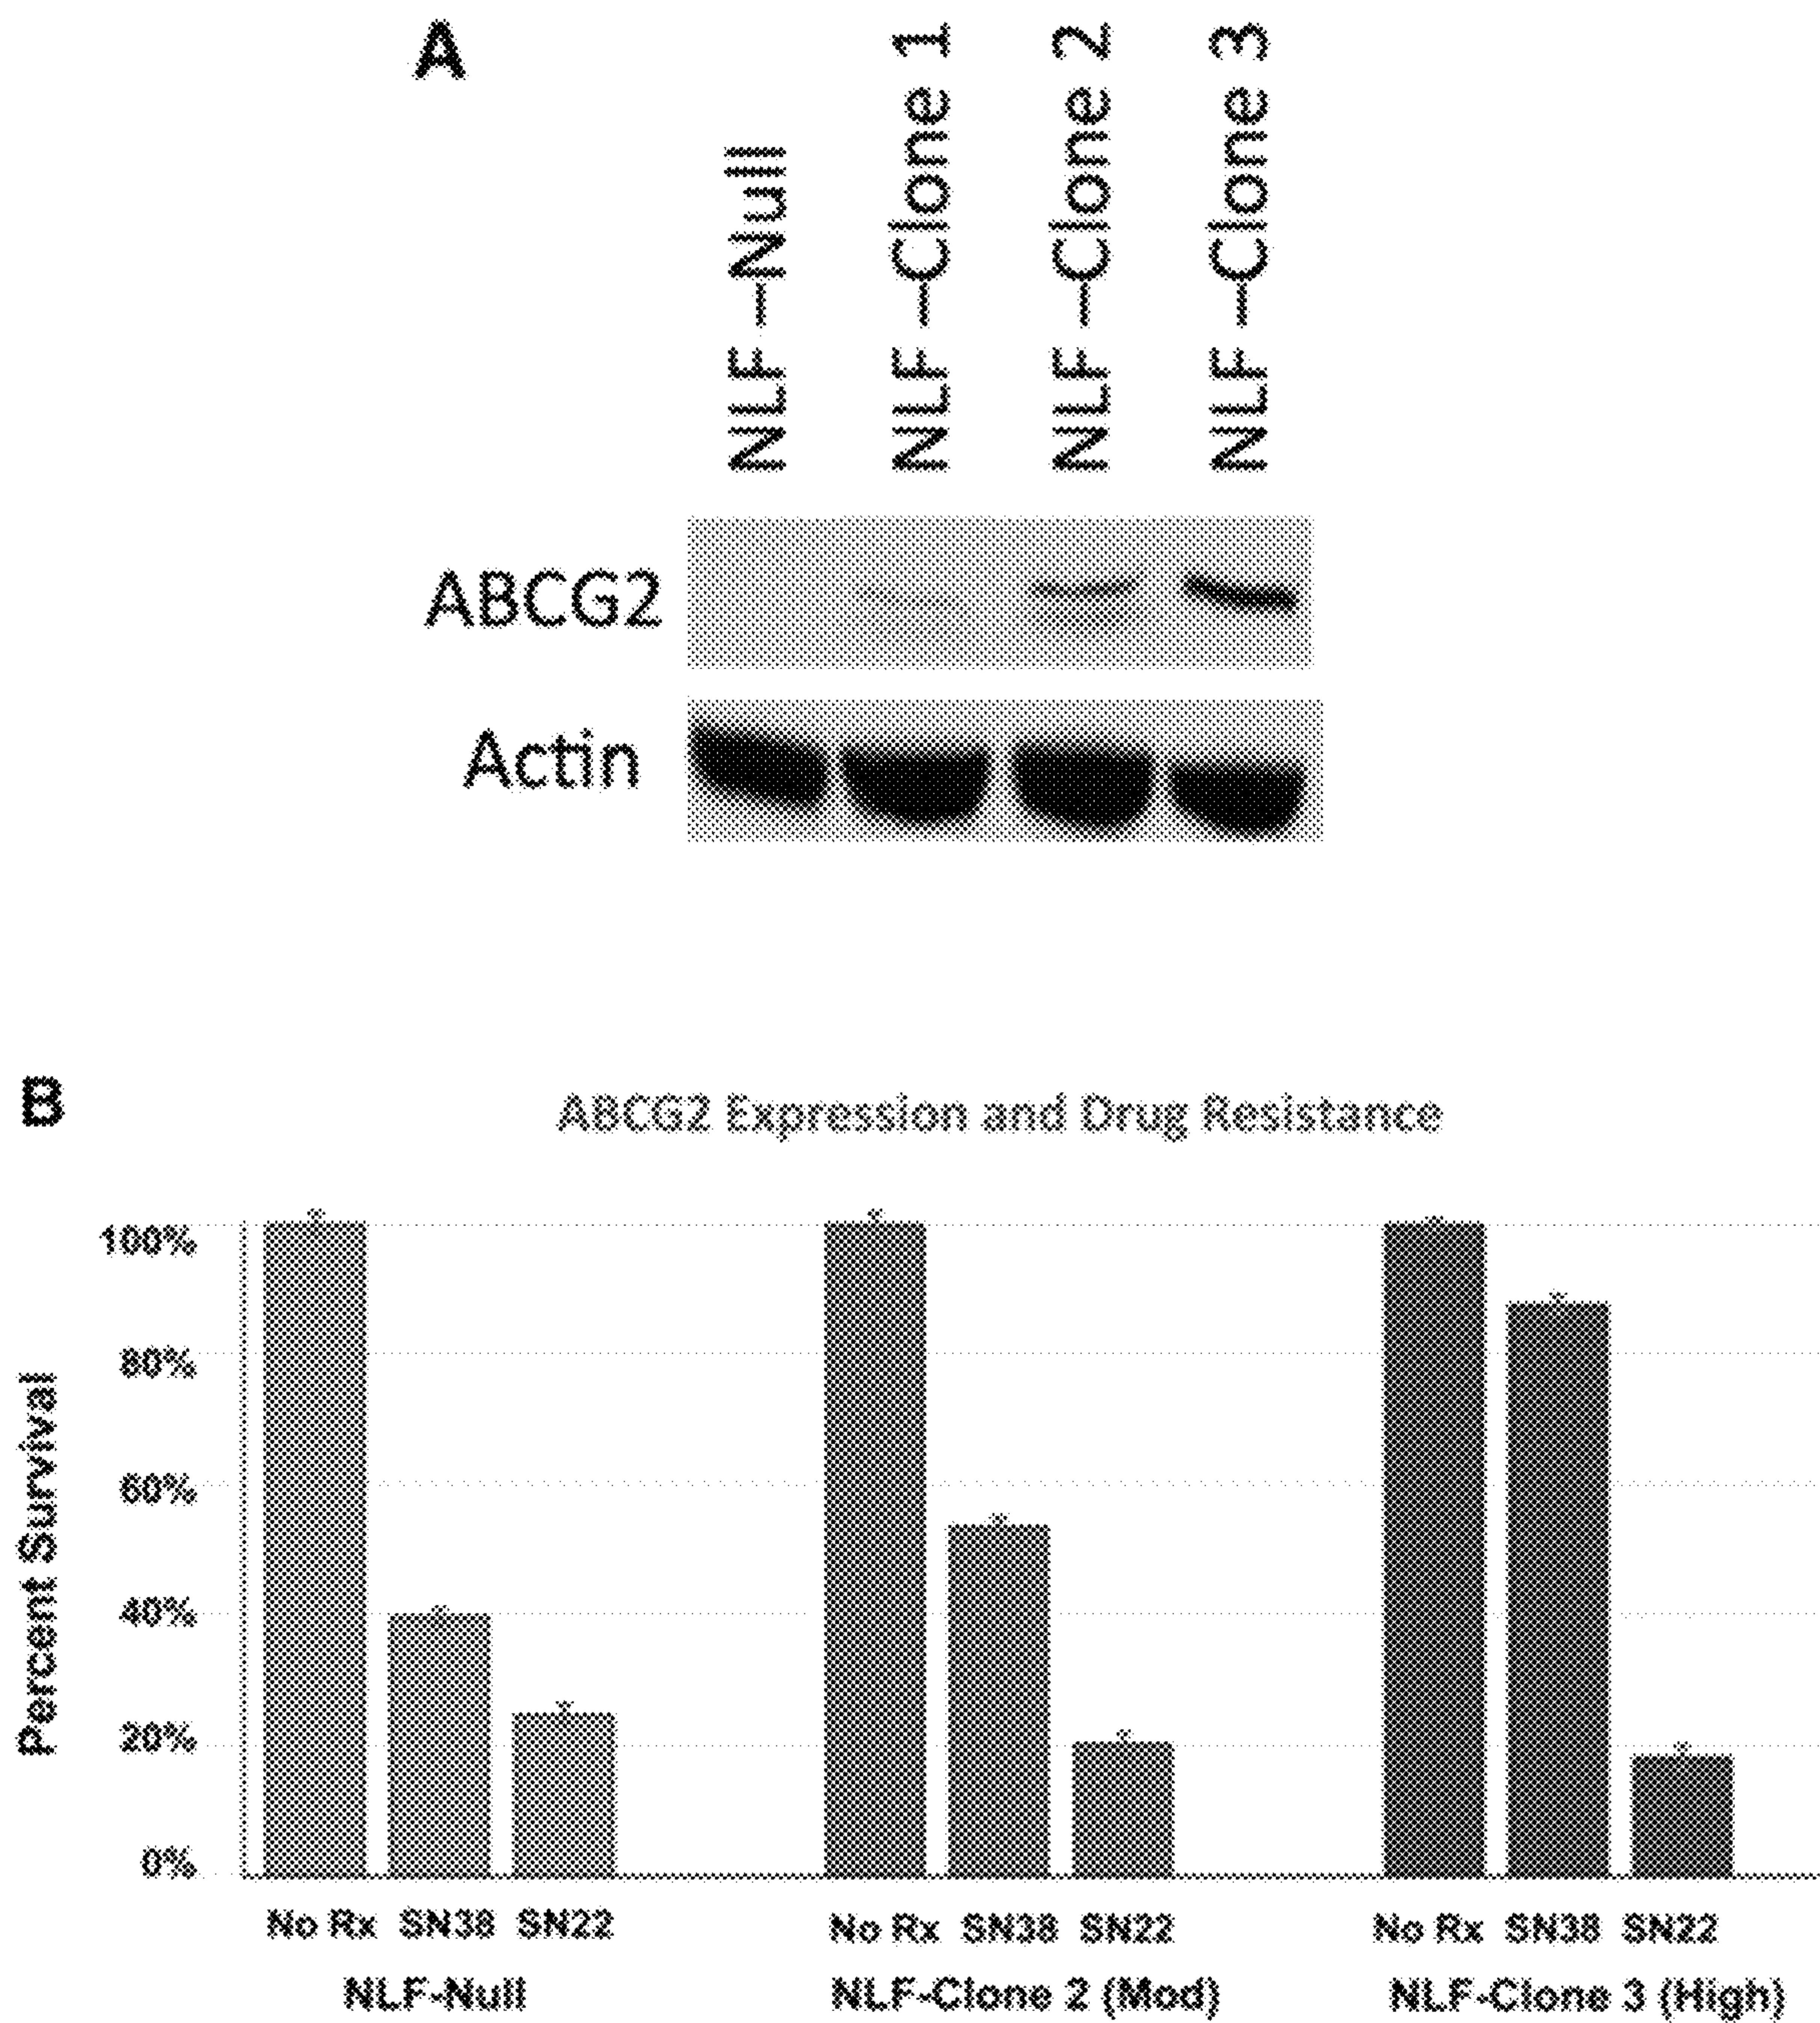 A
NLF –Null
NLF –Clone 1
NLF –Clone 2
NLF –Clone 3
ABCG2
Actin
B
ABCG2 Expression and Drug Resistance
Percent Survival
100%
80%
60%
40%
20%
0%
No Rx SN38 SN22
No Rx SN38 SN22
No Rx SN38 SN22
NLF-Null
NLF-Clone 2 (Mod)
NLF-Clone 3 (High)